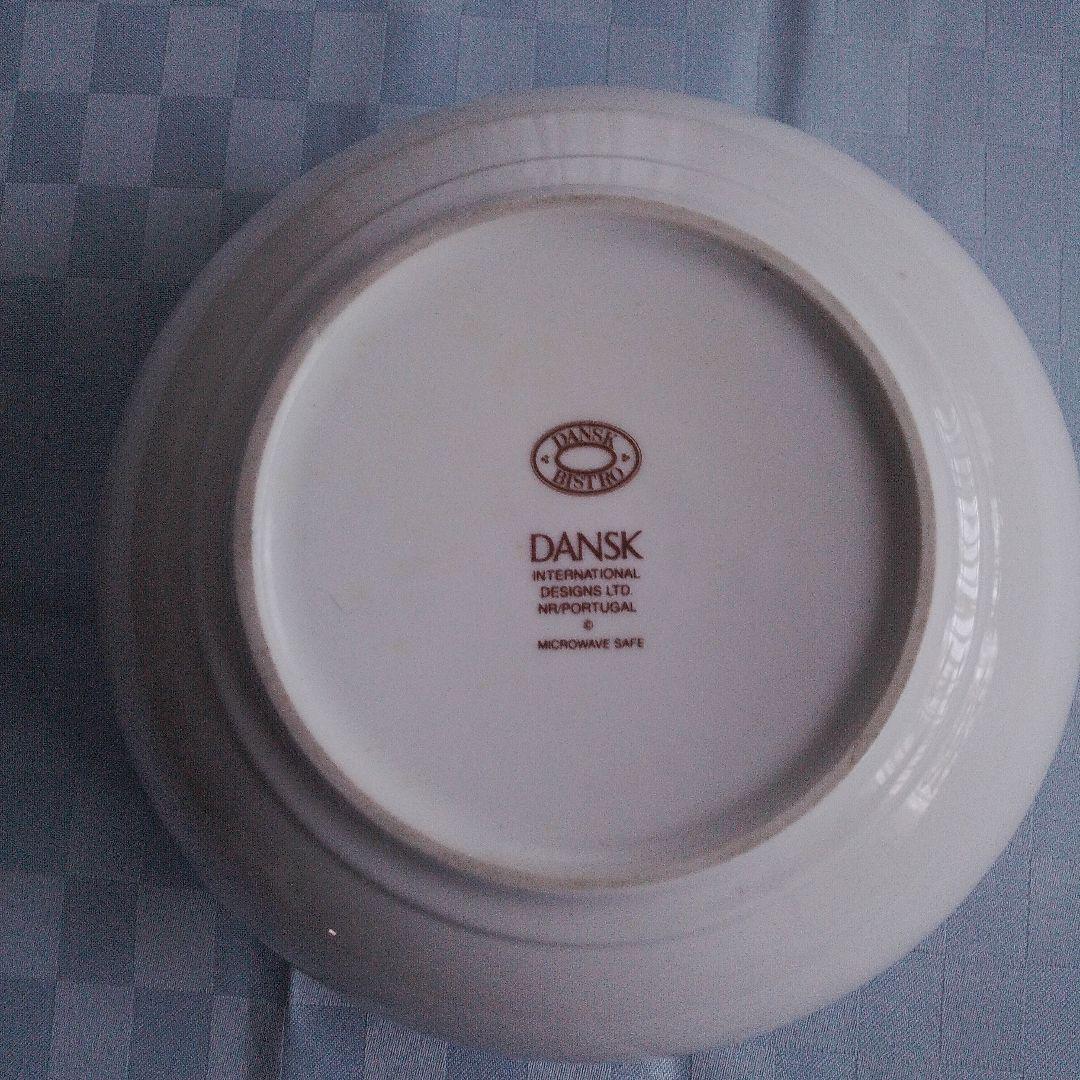 DANSK
BISTRO
DANSK
INTERNATIONAL
DESIGNS LTD.
NR/PORTUGAL
©
MICROWAVE SAFE